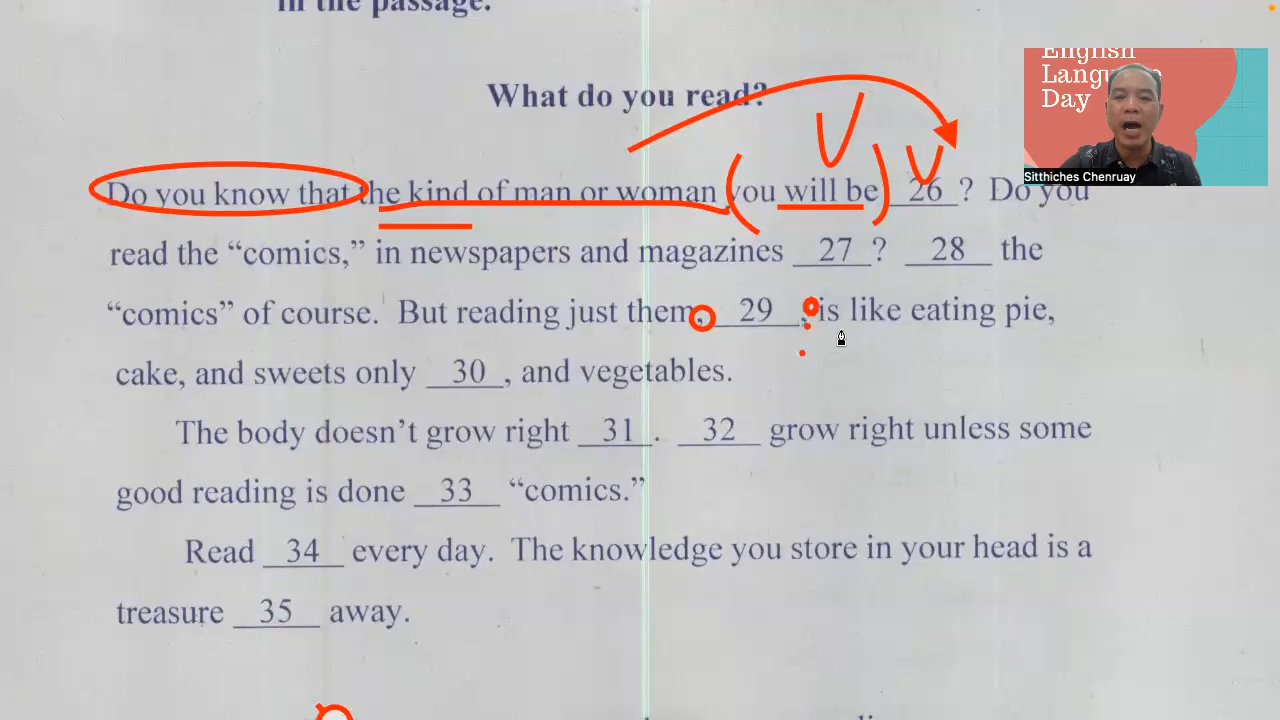 in the passage.
English
Language
Day
Sitthiches Chenruay
What do you read?
Do you know that the kind of man or woman you will be 26 ? Do you
read the “comics,” in newspapers and magazines 27 ? 28 the
“comics” of course. But reading just them, 29 , is like eating pie,
cake, and sweets only 30 , and vegetables.
The body doesn’t grow right 31 . 32 grow right unless some
good reading is done 33 “comics.”
Read 34 every day. The knowledge you store in your head is a
treasure 35 away.